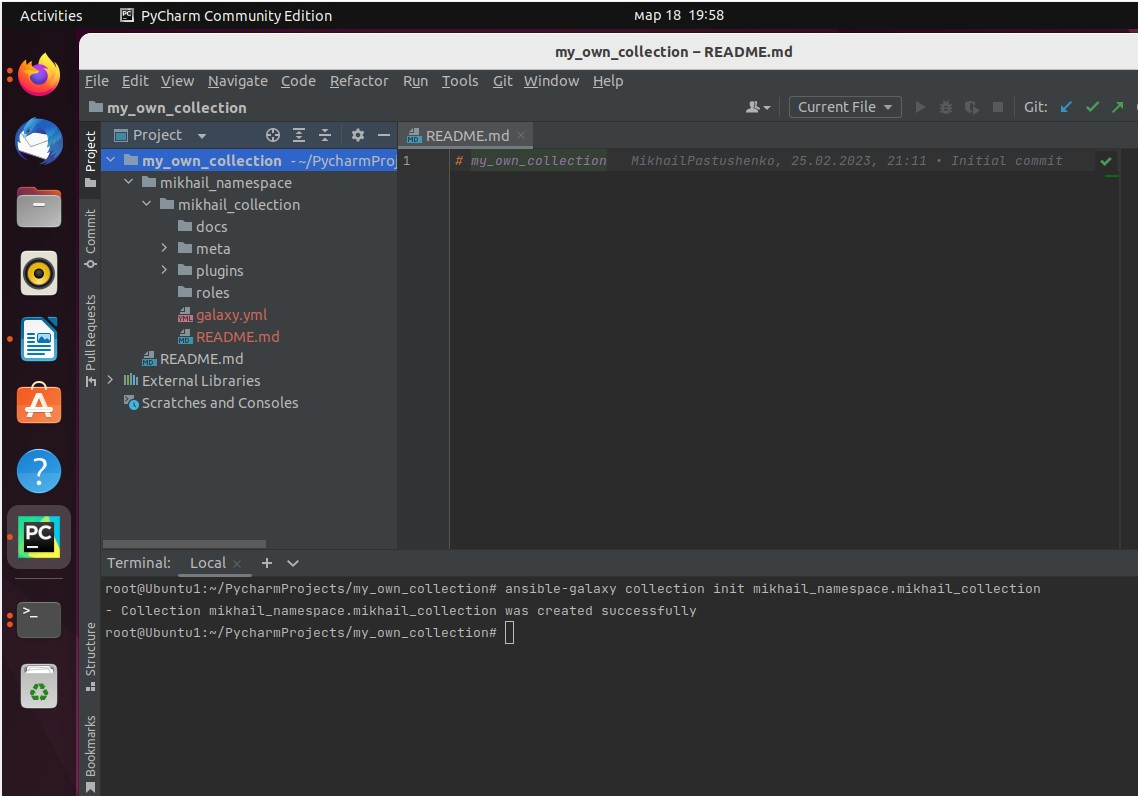 Activities PyCharm Community Edition мар 18 19:58
my_own_collection – README.md
File Edit View Navigate Code Refactor Run Tools Git Window Help
my_own_collection Current File Git:
Project README.md
my_own_collection ~/PycharmProj 1 # my_own_collection MikhailPastushenko, 25.02.2023, 21:11 • Initial commit
mikhail_namespace
mikhail_collection
docs
meta
plugins
roles
galaxy.yml
README.md
README.md
External Libraries
Scratches and Consoles
Project
Commit
Pull Requests
Terminal: Local
root@Ubuntu1:~/PycharmProjects/my_own_collection# ansible-galaxy collection init mikhail_namespace.mikhail_collection
- Collection mikhail_namespace.mikhail_collection was created successfully
root@Ubuntu1:~/PycharmProjects/my_own_collection#
Structure
Bookmarks